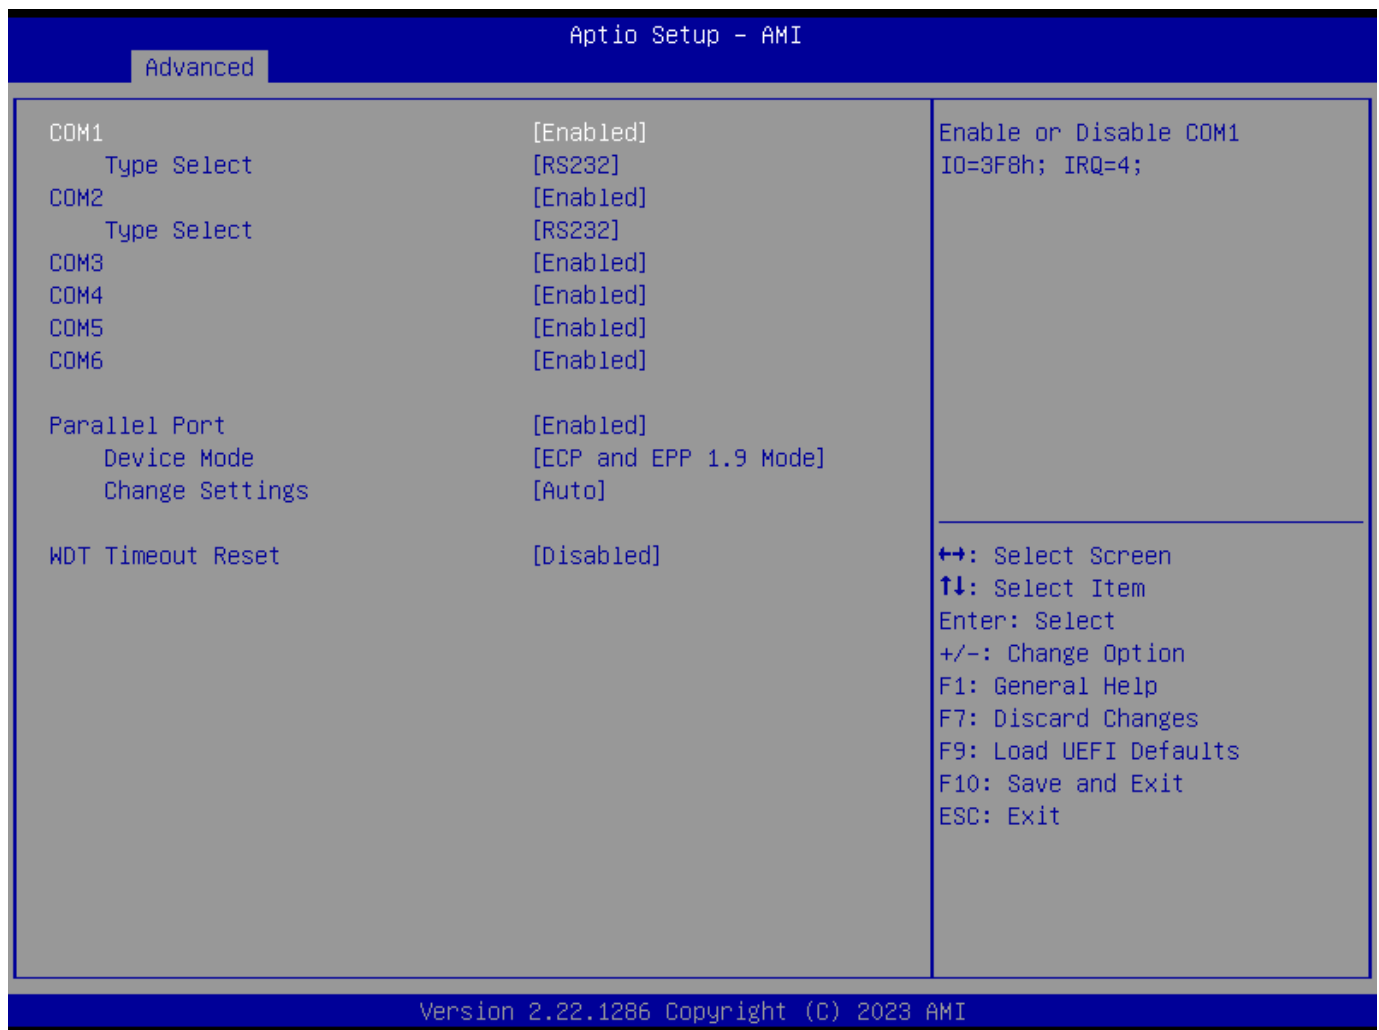 Aptio Setup – AMI
Advanced
COM1 [Enabled]
Type Select [RS232]
COM2 [Enabled]
Type Select [RS232]
COM3 [Enabled]
COM4 [Enabled]
COM5 [Enabled]
COM6 [Enabled]
Parallel Port [Enabled]
Device Mode [ECP and EPP 1.9 Mode]
Change Settings [Auto]
WDT Timeout Reset [Disabled]
Enable or Disable COM1
IO=3F8h; IRQ=4;
↔: Select Screen
↑↓: Select Item
Enter: Select
+/-: Change Option
F1: General Help
F7: Discard Changes
F9: Load UEFI Defaults
F10: Save and Exit
ESC: Exit
Version 2.22.1286 Copyright (C) 2023 AMI